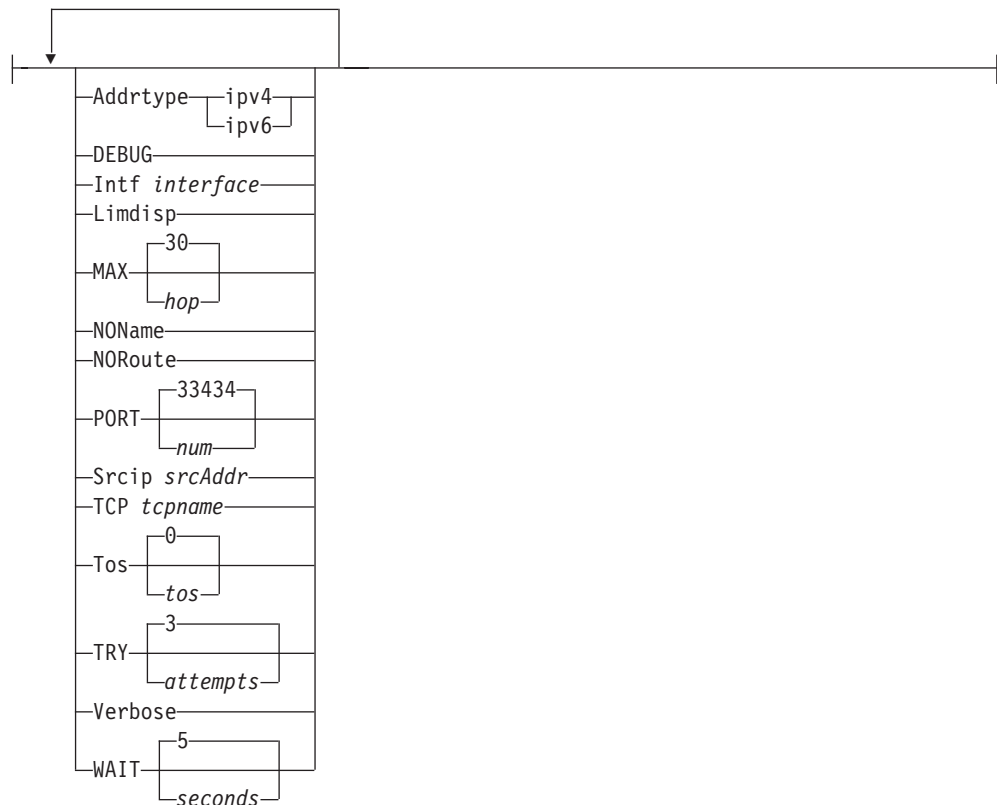 Addrtype ipv4
ipv6
DEBUG
Intf interface
Limdisp
30
MAX
hop
NOName
NORoute
33434
PORT
num
Srcip srcAddr
TCP tcpname
0
Tos
tos
3
TRY
attempts
Verbose
5
WAIT
seconds